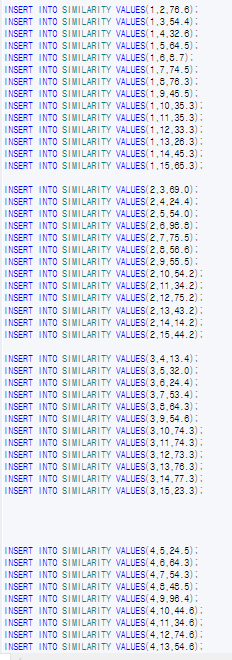 INSERT INTO SIMILARITY VALUES(1,2,76.6);
INSERT INTO SIMILARITY VALUES(1,3,54.4);
INSERT INTO SIMILARITY VALUES(1,4,32.6);
INSERT INTO SIMILARITY VALUES(1,5,64.5);
INSERT INTO SIMILARITY VALUES(1,6,8.7);
INSERT INTO SIMILARITY VALUES(1,7,74.5);
INSERT INTO SIMILARITY VALUES(1,8,76.3);
INSERT INTO SIMILARITY VALUES(1,9,45.5);
INSERT INTO SIMILARITY VALUES(1,10,35.3);
INSERT INTO SIMILARITY VALUES(1,11,35.3);
INSERT INTO SIMILARITY VALUES(1,12,33.3);
INSERT INTO SIMILARITY VALUES(1,13,26.3);
INSERT INTO SIMILARITY VALUES(1,14,45.3);
INSERT INTO SIMILARITY VALUES(1,15,65.3);
INSERT INTO SIMILARITY VALUES(2,3,69.0);
INSERT INTO SIMILARITY VALUES(2,4,24.4);
INSERT INTO SIMILARITY VALUES(2,5,54.0);
INSERT INTO SIMILARITY VALUES(2,6,98.8);
INSERT INTO SIMILARITY VALUES(2,7,75.5);
INSERT INTO SIMILARITY VALUES(2,8,56.6);
INSERT INTO SIMILARITY VALUES(2,9,55.5);
INSERT INTO SIMILARITY VALUES(2,10,54.2);
INSERT INTO SIMILARITY VALUES(2,11,34.2);
INSERT INTO SIMILARITY VALUES(2,12,75.2);
INSERT INTO SIMILARITY VALUES(2,13,43.2);
INSERT INTO SIMILARITY VALUES(2,14,14.2);
INSERT INTO SIMILARITY VALUES(2,15,44.2);
INSERT INTO SIMILARITY VALUES(3,4,13.4);
INSERT INTO SIMILARITY VALUES(3,5,32.0);
INSERT INTO SIMILARITY VALUES(3,6,24.4);
INSERT INTO SIMILARITY VALUES(3,7,53.4);
INSERT INTO SIMILARITY VALUES(3,8,64.3);
INSERT INTO SIMILARITY VALUES(3,9,54.6);
INSERT INTO SIMILARITY VALUES(3,10,74.3);
INSERT INTO SIMILARITY VALUES(3,11,74.3);
INSERT INTO SIMILARITY VALUES(3,12,73.3);
INSERT INTO SIMILARITY VALUES(3,13,76.3);
INSERT INTO SIMILARITY VALUES(3,14,77.3);
INSERT INTO SIMILARITY VALUES(3,15,23.3);
INSERT INTO SIMILARITY VALUES(4,5,24.5);
INSERT INTO SIMILARITY VALUES(4,6,64.3);
INSERT INTO SIMILARITY VALUES(4,7,54.3);
INSERT INTO SIMILARITY VALUES(4,8,48.5);
INSERT INTO SIMILARITY VALUES(4,9,96.4);
INSERT INTO SIMILARITY VALUES(4,10,44.6);
INSERT INTO SIMILARITY VALUES(4,11,34.6);
INSERT INTO SIMILARITY VALUES(4,12,74.6);
INSERT INTO SIMILARITY VALUES(4,13,54.6);